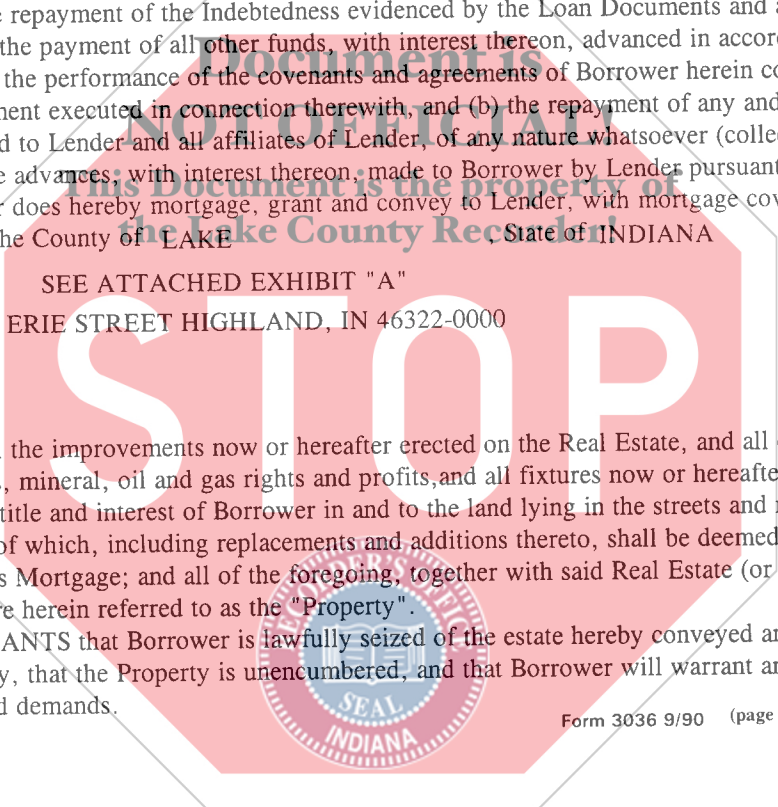 repayment of the Indebtedness evidenced by the Loan Documents and
the payment of all other funds, with interest thereon, advanced in
Document is
the performance of the covenants and agreements of Borrower herein
executed in connection therewith, and (b) the repayment of any and
NOT OFFICIAL!
to Lender and all affiliates of Lender, of any nature whatsoever
advances, with interest thereon, made to Borrower by Lender pursuant
This Document is the property of
does hereby mortgage, grant and convey to Lender, with mortgage
the Lake County Recorder!
the County of LAKE , State of INDIANA
SEE ATTACHED EXHIBIT "A"
ERIE STREET HIGHLAND, IN 46322-0000
STOP
the improvements now or hereafter erected on the Real Estate, and all
, mineral, oil and gas rights and profits,and all fixtures now or
title and interest of Borrower in and to the land lying in the streets and
of which, including replacements and additions thereto, shall be deemed
Mortgage; and all of the foregoing, together with said Real Estate (or
herein referred to as the "Property".
that Borrower is lawfully seized of the estate hereby conveyed
, that the Property is unencumbered, and that Borrower will warrant
demands.
RECORDER'S OFFICE
SEAL
INDIANA
Form 3036 9/90 (page